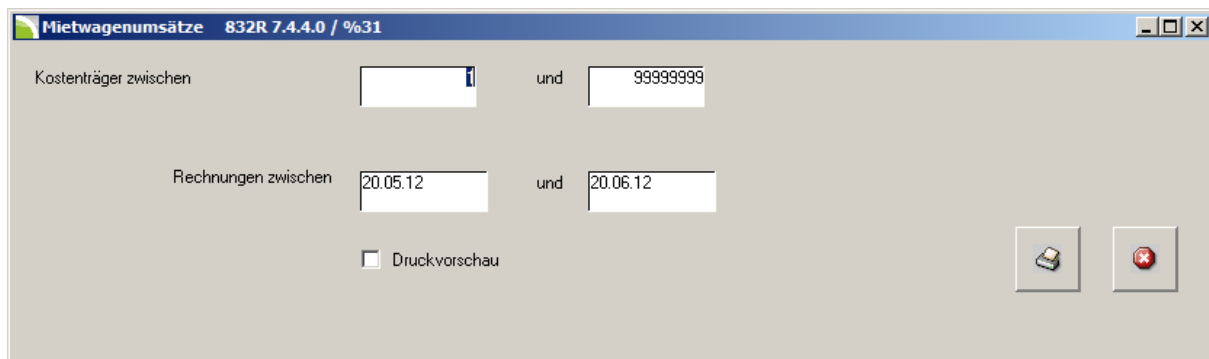 Mietwagenumsätze 832R 7.4.4.0 / %31
Kostenträger zwischen 1 und 99999999
Rechnungen zwischen 20.05.12 und 20.06.12
Druckvorschau